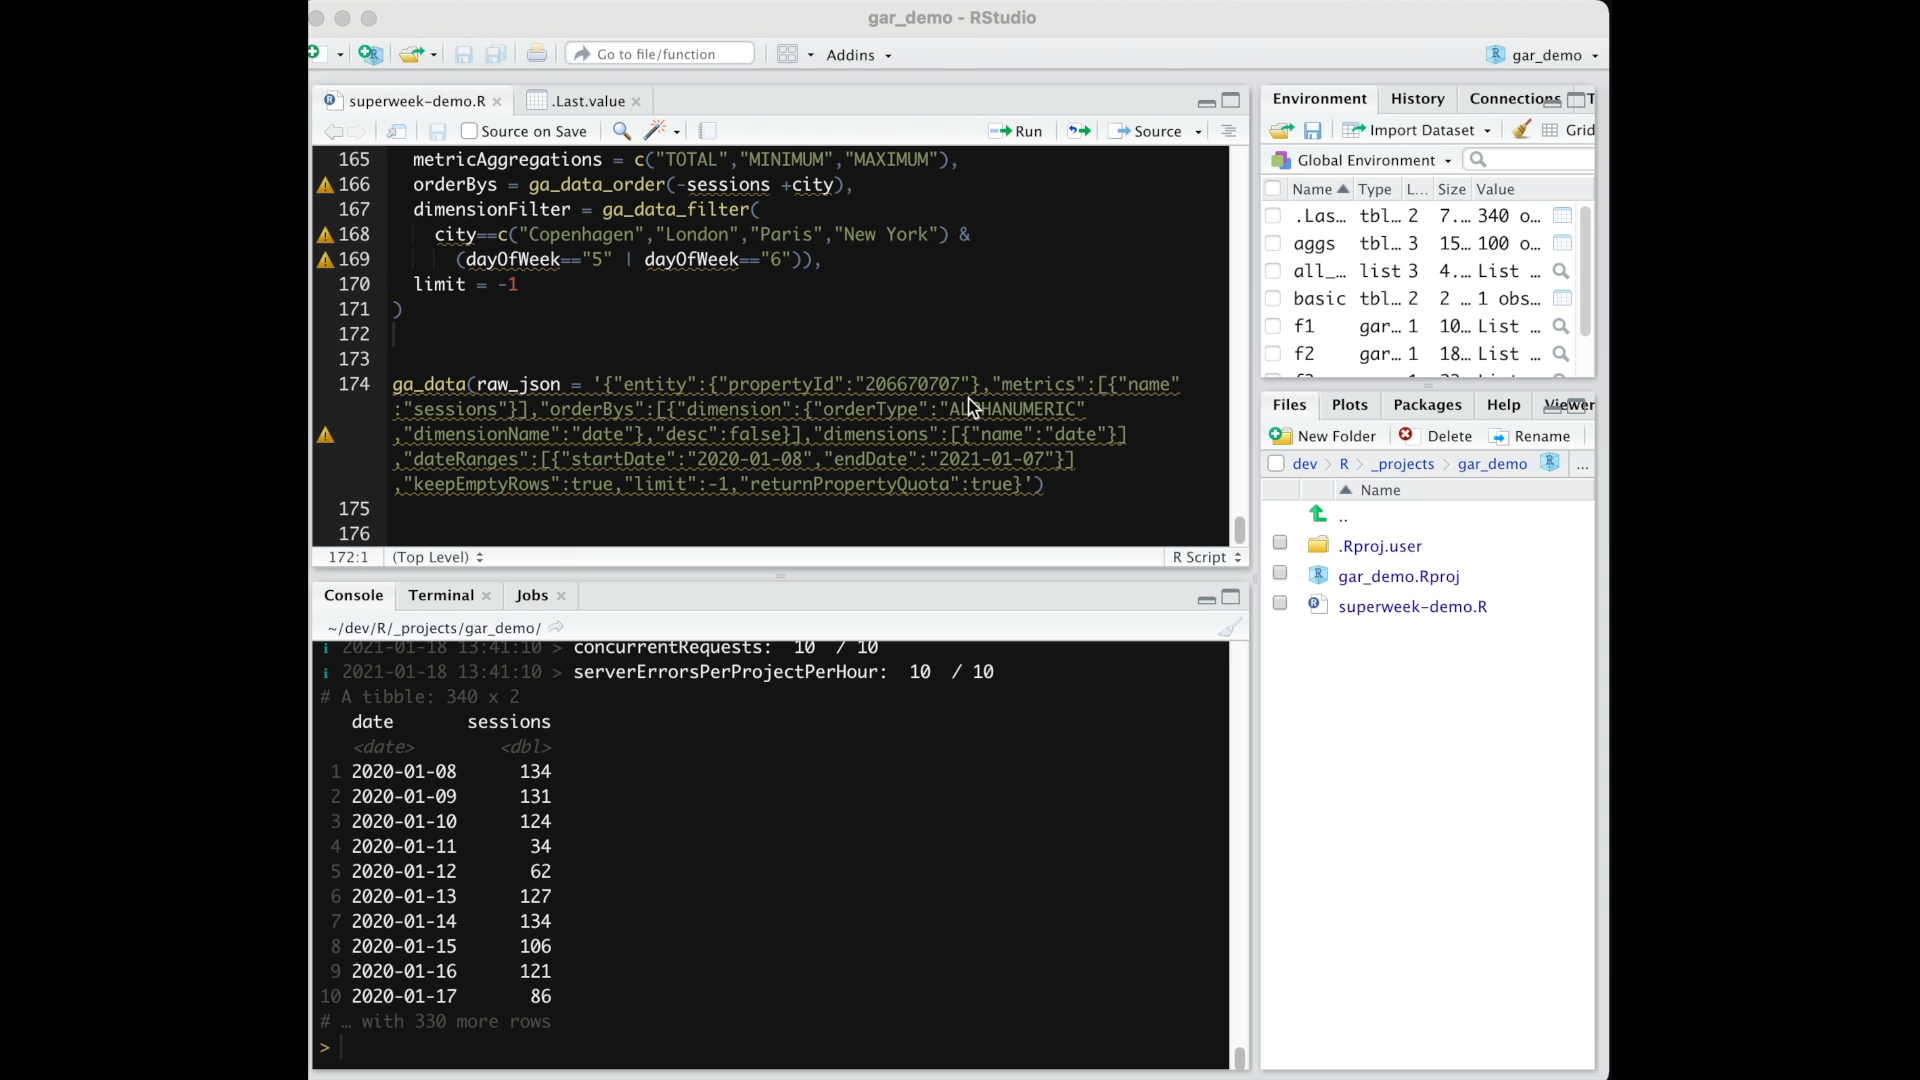 gar_demo - RStudio
Go to file/function
Addins
gar_demo
superweek-demo.R
.Last.value
Source on Save
Run
Source
165 metricAggregations = c("TOTAL","MINIMUM","MAXIMUM"),
166 orderBys = ga_data_order(-sessions +city),
167 dimensionFilter = ga_data_filter(
168 city==c("Copenhagen","London","Paris","New York") &
169 (dayOfWeek=="5" | dayOfWeek=="6")),
170 limit = -1
171 )
172
173
174 ga_data(raw_json = '{"entity":{"propertyId":"206670707"},"metrics":[{"name"
:"sessions"}],"orderBys":[{"dimension":{"orderType":"ALPHANUMERIC"
,"dimensionName":"date"},"desc":false}],"dimensions":[{"name":"date"}]
,"dateRanges":[{"startDate":"2020-01-08","endDate":"2021-01-07"}]
,"keepEmptyRows":true,"limit":-1,"returnPropertyQuota":true}')
175
176
172:1 (Top Level) R Script
Console Terminal Jobs
~/dev/R/_projects/gar_demo/
i 2021-01-18 13:41:10 > concurrentRequests: 10 / 10
i 2021-01-18 13:41:10 > serverErrorsPerProjectPerHour: 10 / 10
# A tibble: 340 x 2
date sessions
<date> <dbl>
1 2020-01-08 134
2 2020-01-09 131
3 2020-01-10 124
4 2020-01-11 34
5 2020-01-12 62
6 2020-01-13 127
7 2020-01-14 134
8 2020-01-15 106
9 2020-01-16 121
10 2020-01-17 86
# … with 330 more rows
>
Environment History Connections T
Import Dataset Grid
Global Environment
Name Type L... Size Value
.Las… tbl… 2 7.… 340 o…
aggs tbl… 3 15… 100 o…
all_… list 3 4.… List …
basic tbl… 2 2 … 1 obs…
f1 gar… 1 10… List …
f2 gar… 1 18… List …
Files Plots Packages Help Viewer
New Folder Delete Rename
dev R _projects gar_demo ...
Name
..
.Rproj.user
gar_demo.Rproj
superweek-demo.R